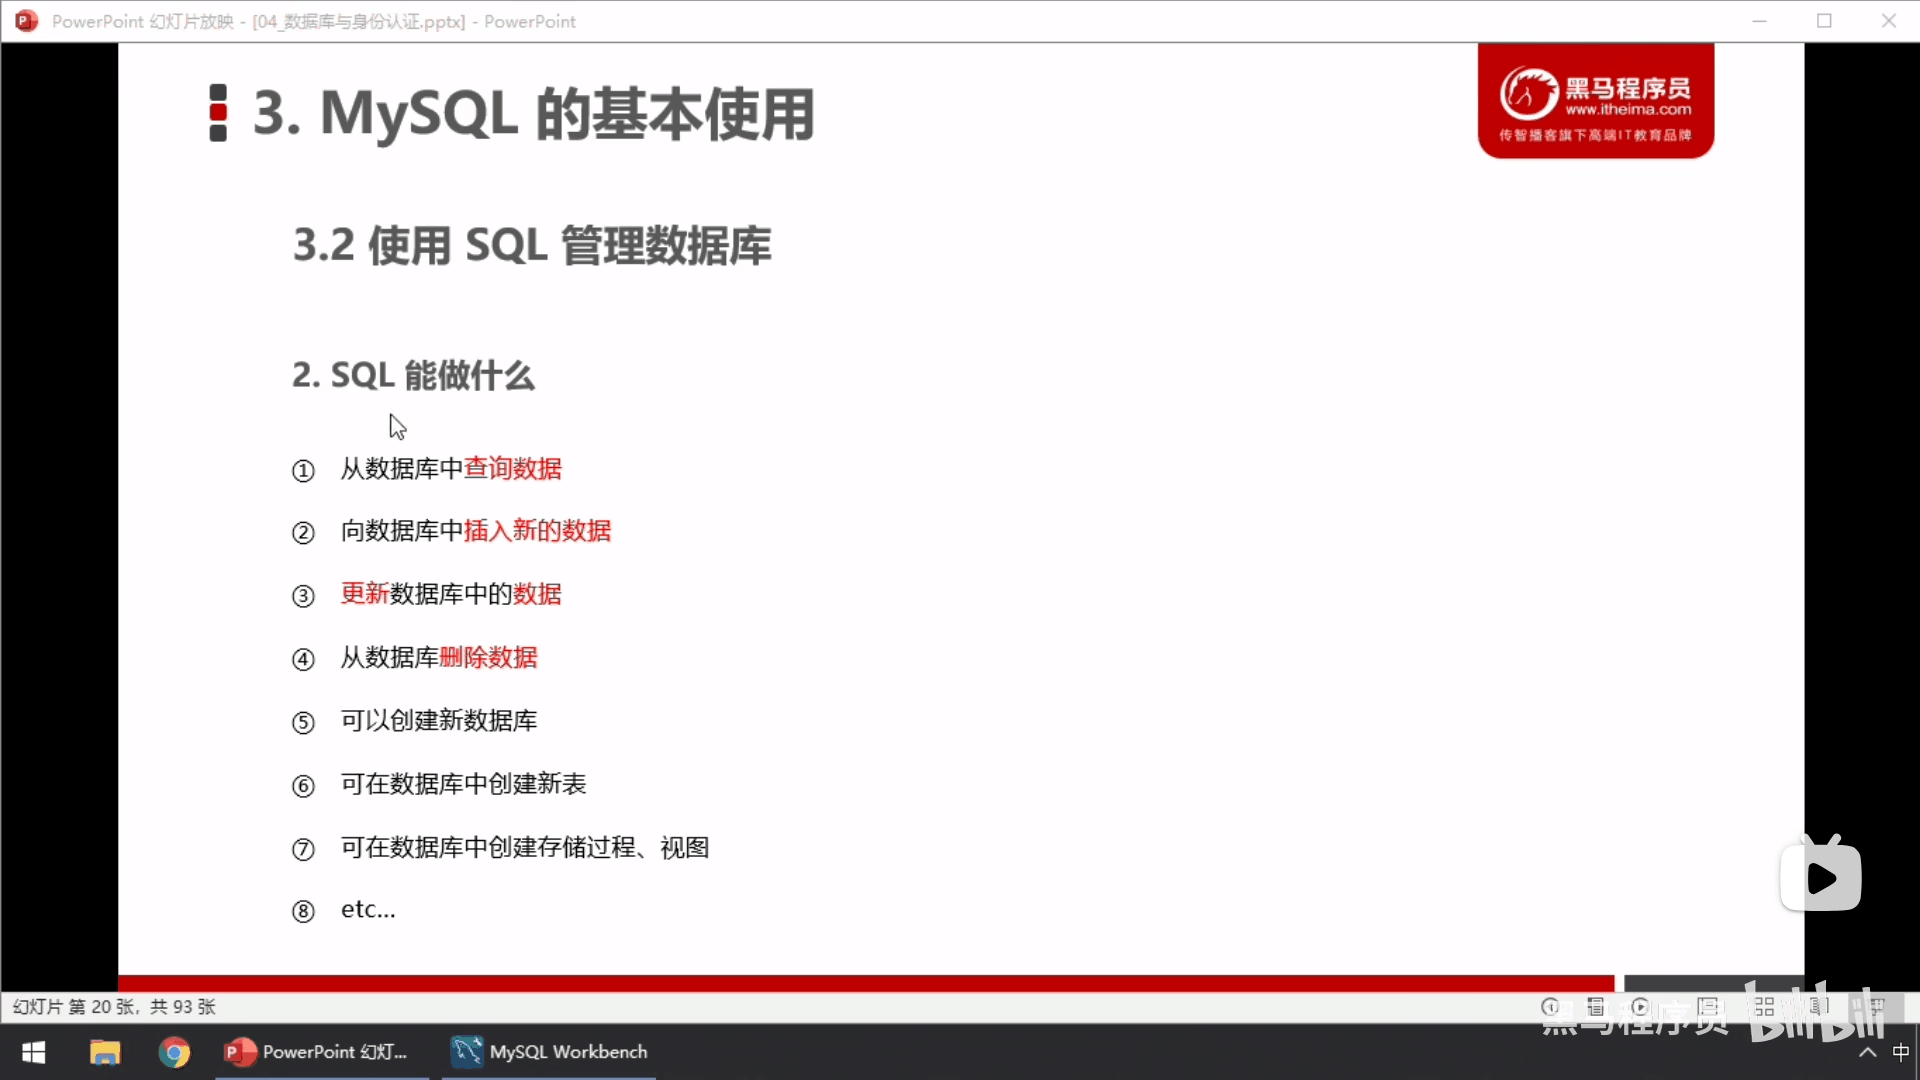 PowerPoint 幻灯片放映 - [04_数据库与身份认证.pptx] - PowerPoint
3. MySQL 的基本使用
黑马程序员
www.itheima.com
传智播客旗下高端IT教育品牌
3.2 使用 SQL 管理数据库
2. SQL 能做什么
① 从数据库中查询数据
② 向数据库中插入新的数据
③ 更新数据库中的数据
④ 从数据库删除数据
⑤ 可以创建新数据库
⑥ 可在数据库中创建新表
⑦ 可在数据库中创建存储过程、视图
⑧ etc...
幻灯片 第 20 张，共 93 张
黑马程序员 bilibili
PowerPoint 幻灯...
MySQL Workbench
中